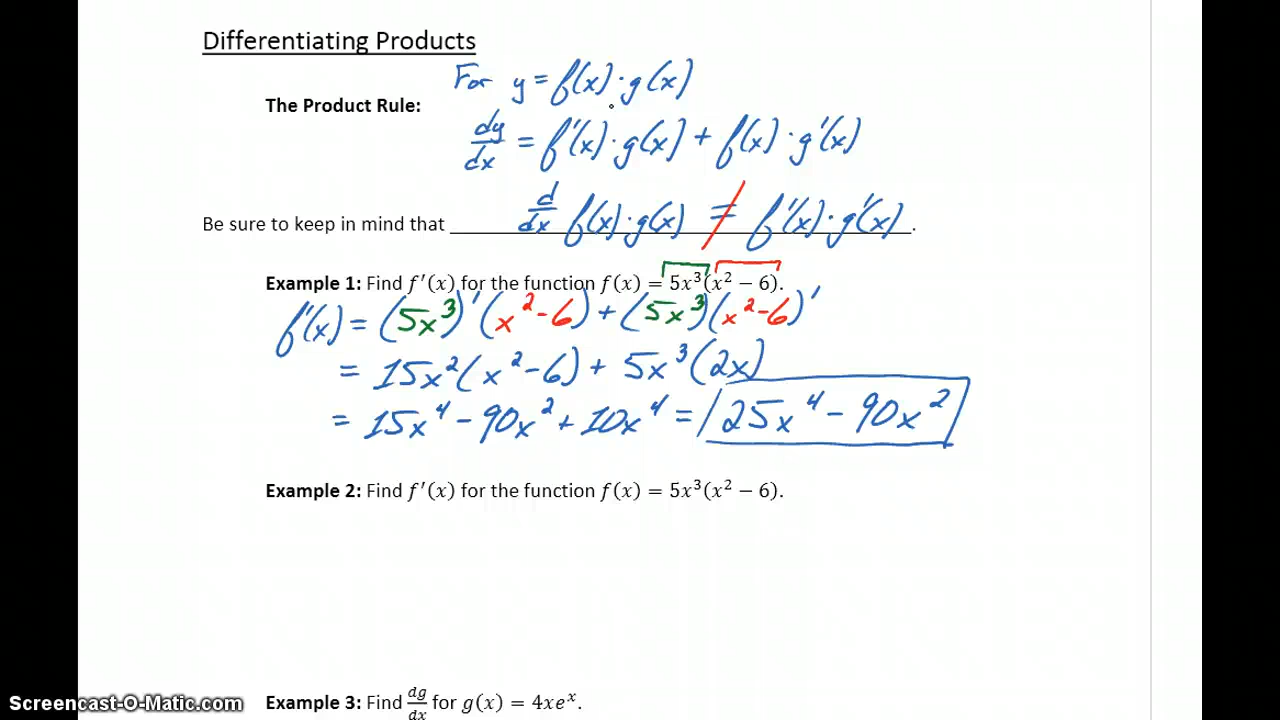 Differentiating Products
For y = f(x)·g(x)
The Product Rule:
dy/dx = f'(x)·g(x) + f(x)·g'(x)
Be sure to keep in mind that d/dx f(x)·g(x) ≠ f'(x)·g'(x).
Example 1: Find f′(x) for the function f(x) = 5x³(x² − 6).
f'(x) = (5x³)'(x²-6) + (5x³)(x²-6)'
= 15x²(x²-6) + 5x³(2x)
= 15x⁴ - 90x² + 10x⁴ = 25x⁴ - 90x²
Example 2: Find f′(x) for the function f(x) = 5x³(x² − 6).
Example 3: Find dg/dx for g(x) = 4xeˣ.
Screencast-O-Matic.com